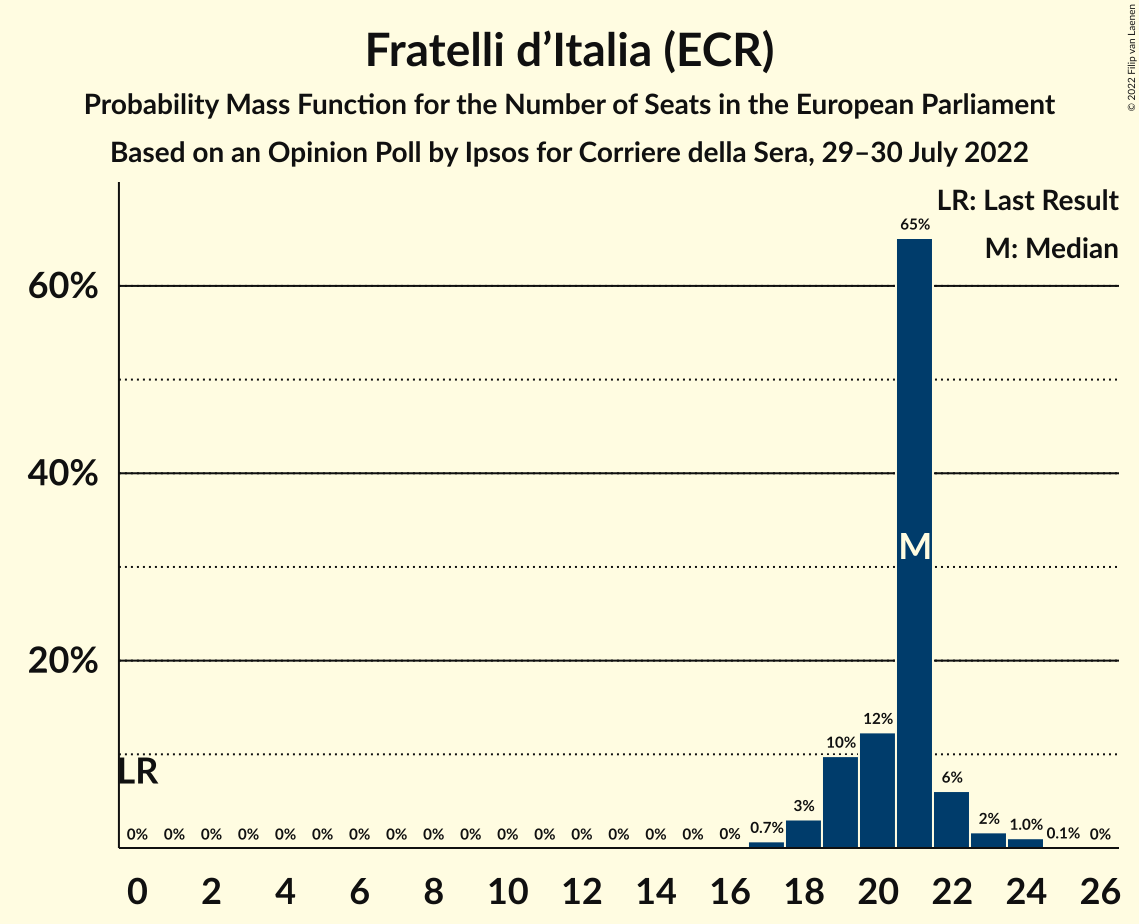 Fratelli d’Italia (ECR)
Probability Mass Function for the Number of Seats in the European Parliament
Based on an Opinion Poll by Ipsos for Corriere della Sera, 29–30 July 2022
© 2022 Filip van Laenen
LR: Last Result
M: Median
60%
40%
20%
LR
M
0% 0% 0% 0% 0% 0% 0% 0% 0% 0% 0% 0% 0% 0% 0% 0% 0% 0.7% 3% 10% 12% 65% 6% 2% 1.0% 0.1% 0%
0 2 4 6 8 10 12 14 16 18 20 22 24 26